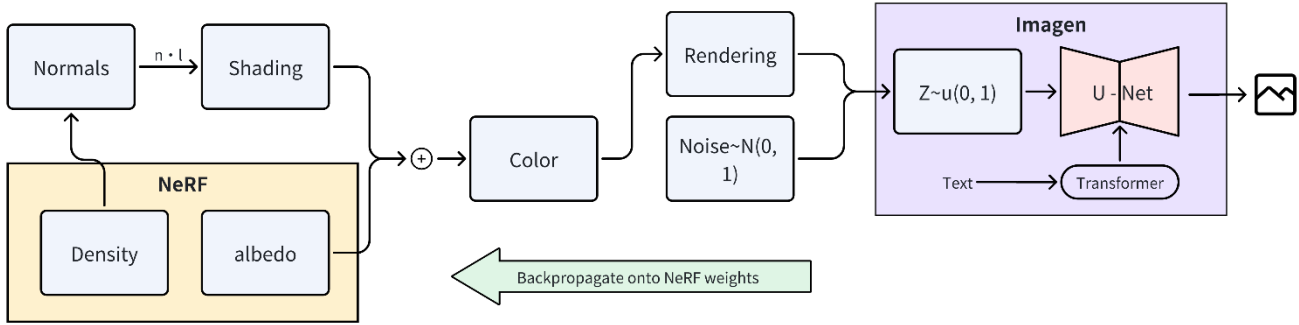 Normals
n · l
Shading
NeRF
Density
albedo
+
Color
Rendering
Noise~N(0,
1)
Imagen
Z~u(0, 1)
U - Net
Text
Transformer
Backpropagate onto NeRF weights